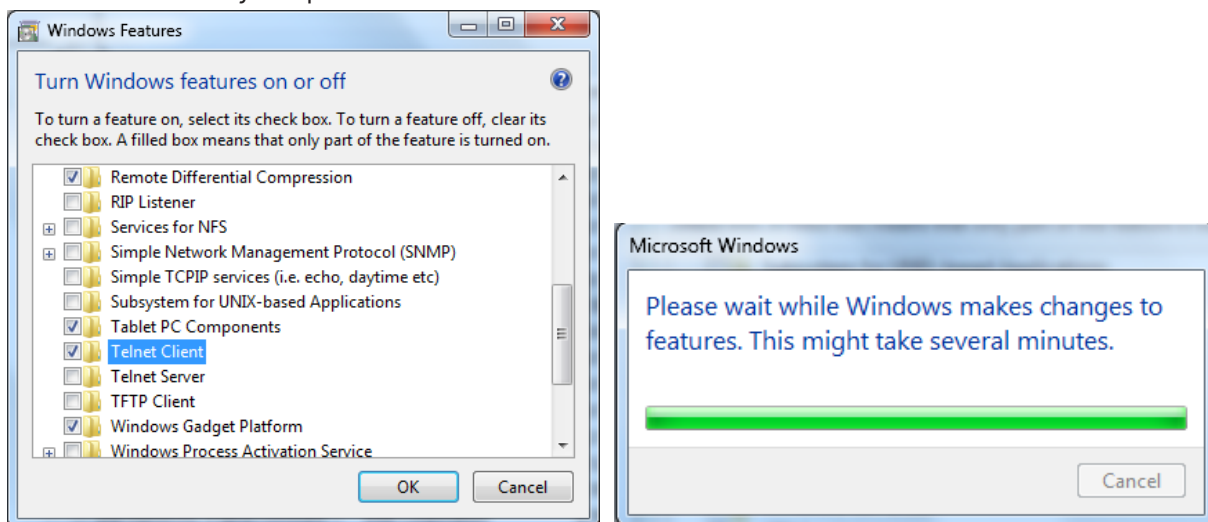 Windows Features
Turn Windows features on or off
To turn a feature on, select its check box. To turn a feature off, clear its
check box. A filled box means that only part of the feature is turned on.
Remote Differential Compression
RIP Listener
Services for NFS
Simple Network Management Protocol (SNMP)
Simple TCPIP services (i.e. echo, daytime etc)
Subsystem for UNIX-based Applications
Tablet PC Components
Telnet Client
Telnet Server
TFTP Client
Windows Gadget Platform
Windows Process Activation Service
OK Cancel
Microsoft Windows
Please wait while Windows makes changes to
features. This might take several minutes.
Cancel